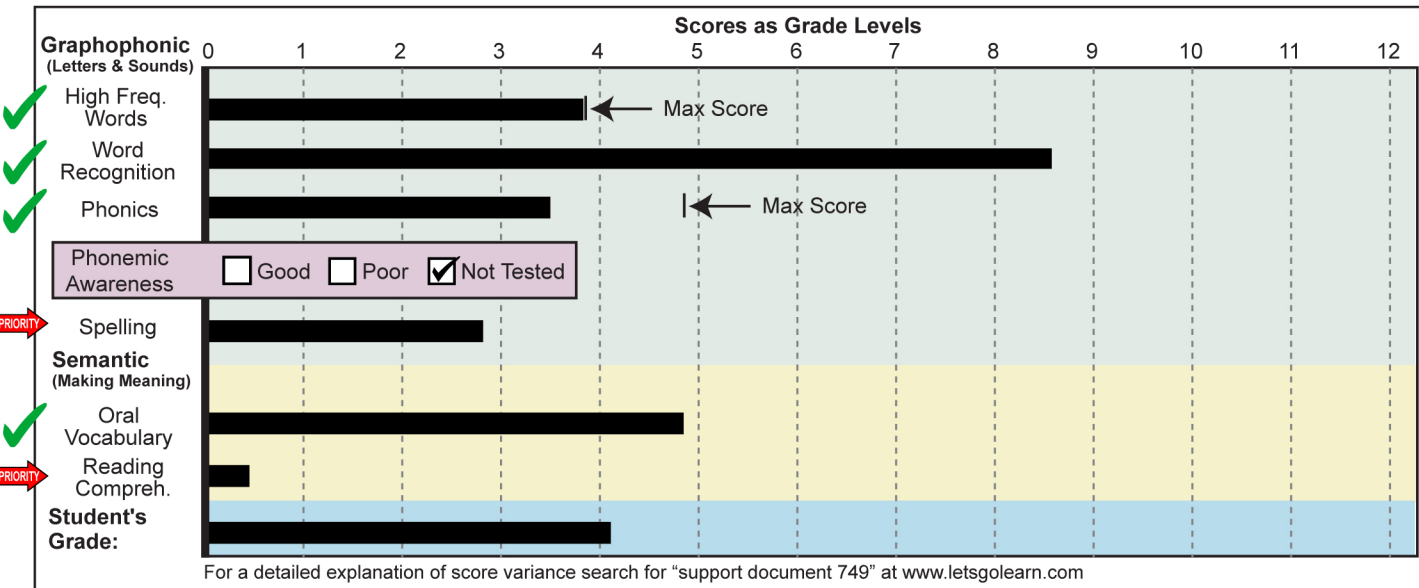 Scores as Grade Levels
Graphophonic
(Letters & Sounds)
0 1 2 3 4 5 6 7 8 9 10 11 12
High Freq.
Words
Max Score
Word
Recognition
Phonics
Max Score
Phonemic
Awareness
Good Poor Not Tested
PRIORITY
Spelling
Semantic
(Making Meaning)
Oral
Vocabulary
PRIORITY
Reading
Compreh.
Student's
Grade:
For a detailed explanation of score variance search for “support document 749” at www.letsgolearn.com